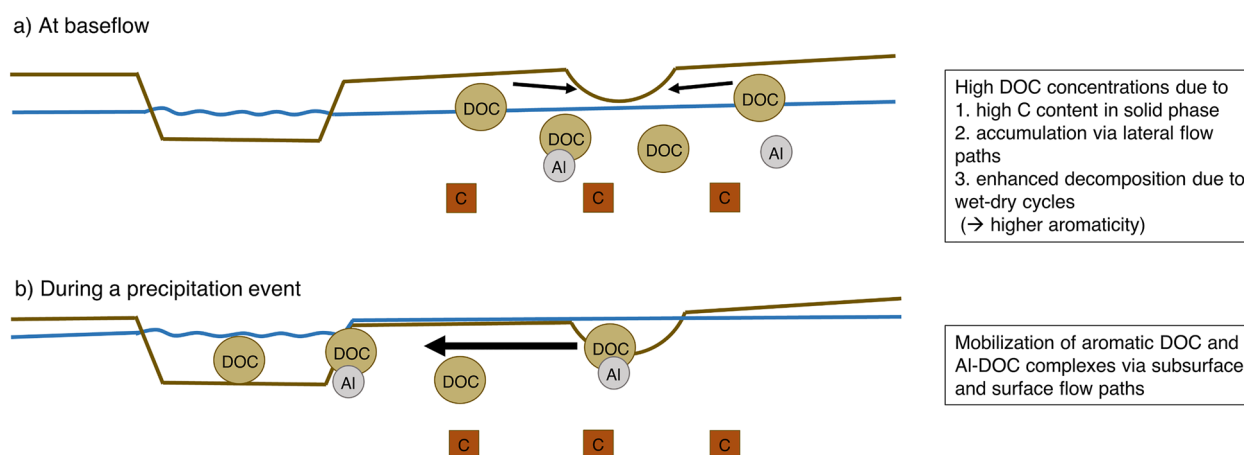 a) At baseflow
DOC
DOC
DOC
DOC
Al
Al
C
C
C
High DOC concentrations due to
1. high C content in solid phase
2. accumulation via lateral flow
paths
3. enhanced decomposition due to
wet-dry cycles
(→ higher aromaticity)
b) During a precipitation event
DOC
DOC
Al
DOC
DOC
Al
C
C
C
Mobilization of aromatic DOC and
Al-DOC complexes via subsurface
and surface flow paths